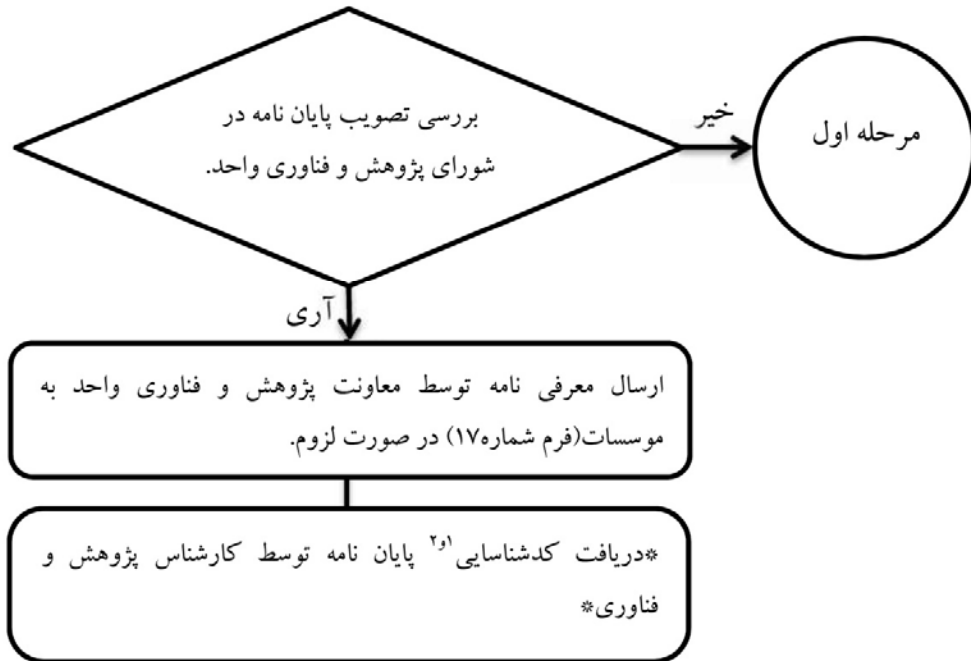 بررسی تصویب پایان نامه در
شورای پژوهش و فناوری واحد.
خیر
مرحله اول
آری
ارسال معرفی نامه توسط معاونت پژوهش و فناوری واحد به
موسسات(فرم شماره۱۷) در صورت لزوم.
*دریافت کدشناسایی۱و۲ پایان نامه توسط کارشناس پژوهش و
فناوری*